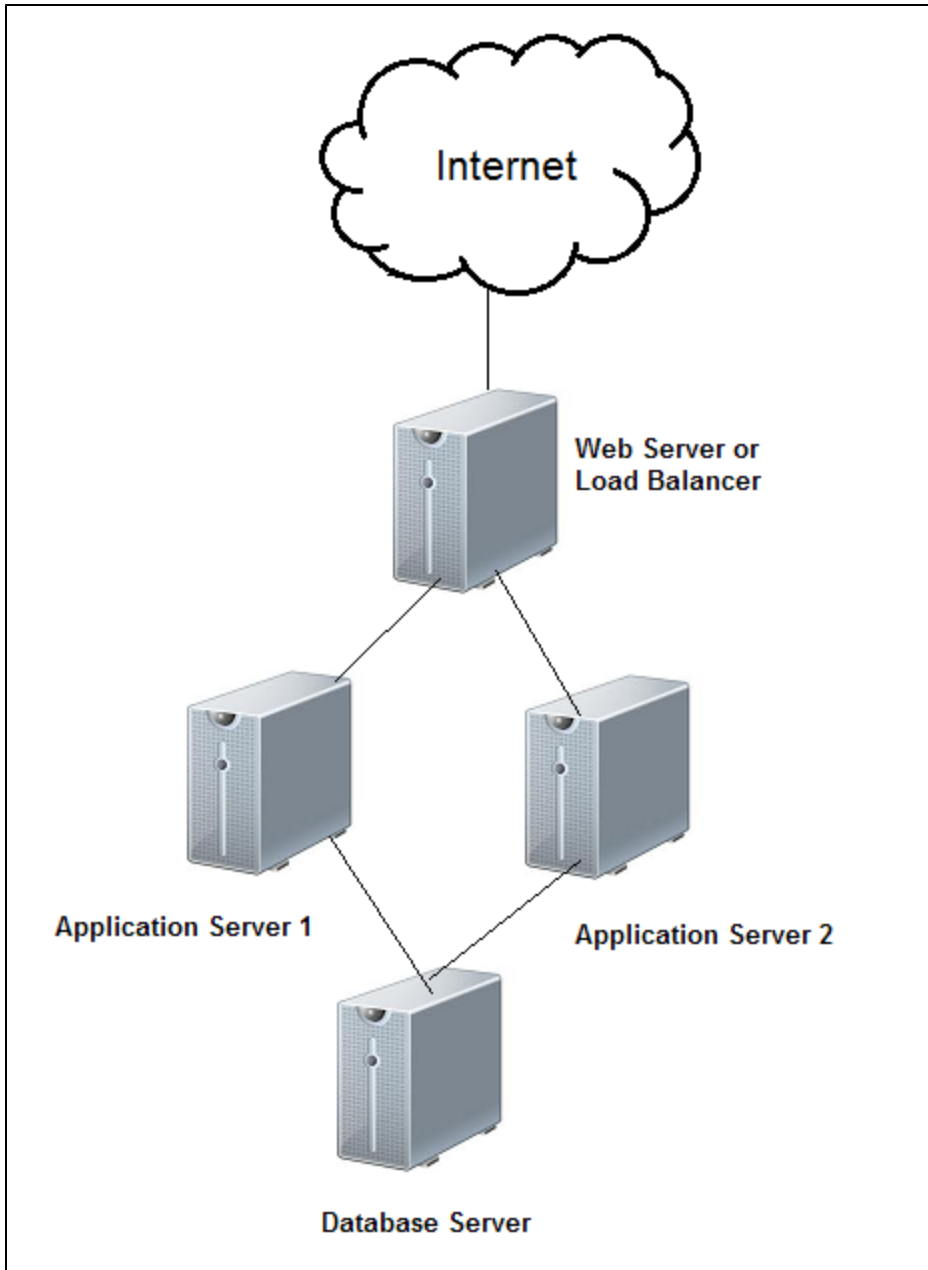 Internet
Web Server or
Load Balancer
Application Server 1
Application Server 2
Database Server